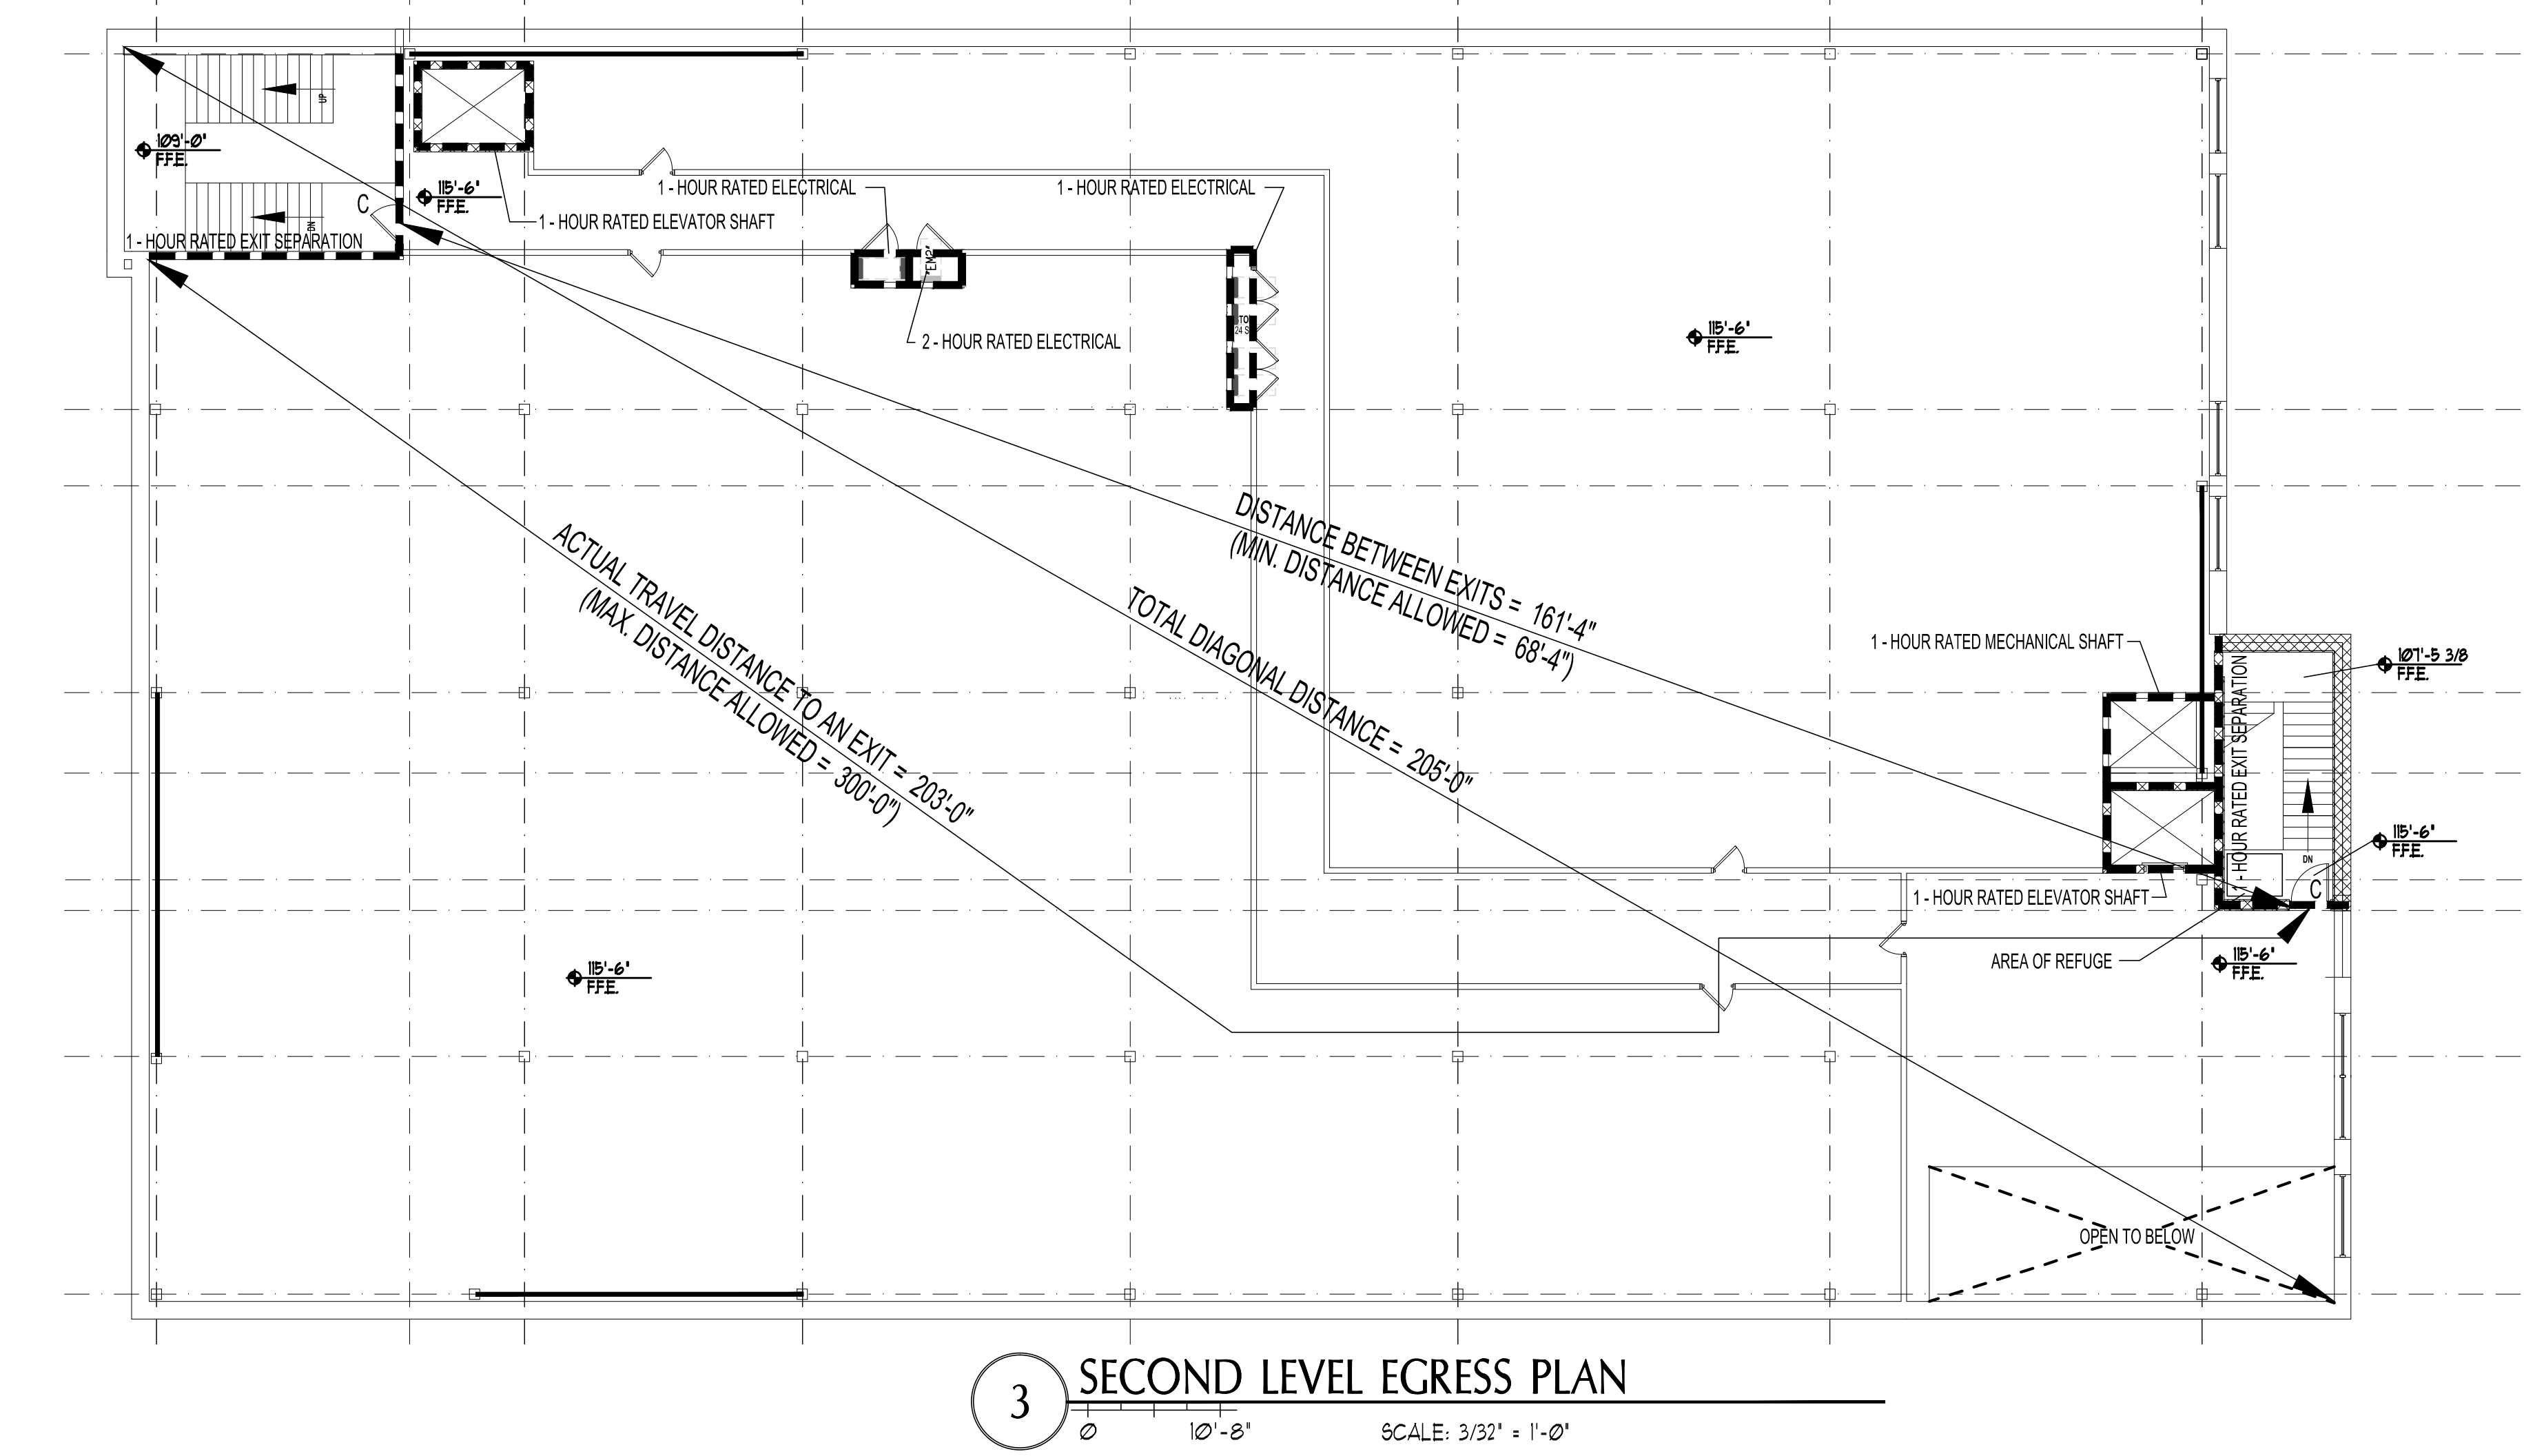 UP
109'-0"
F.F.E.
115'-6"
F.F.E.
C
DN
1 - HOUR RATED EXIT SEPARATION
1 - HOUR RATED ELEVATOR SHAFT
1 - HOUR RATED ELECTRICAL
1 - HOUR RATED ELECTRICAL
"EM2"
2 - HOUR RATED ELECTRICAL
24 S
115'-6"
F.F.E.
DISTANCE BETWEEN EXITS = 161'-4"
(MIN. DISTANCE ALLOWED = 68'-4")
ACTUAL TRAVEL DISTANCE TO AN EXIT = 203'-0"
(MAX. DISTANCE ALLOWED = 300'-0")
TOTAL DIAGONAL DISTANCE = 205'-0"
1 - HOUR RATED MECHANICAL SHAFT
1 - HOUR RATED EXIT SEPARATION
107'-5 3/8
F.F.E.
115'-6"
F.F.E.
DN
C
1 - HOUR RATED ELEVATOR SHAFT
AREA OF REFUGE
115'-6"
F.F.E.
115'-6"
F.F.E.
OPEN TO BELOW
3
SECOND LEVEL EGRESS PLAN
0 10'-8" SCALE: 3/32" = 1'-0"